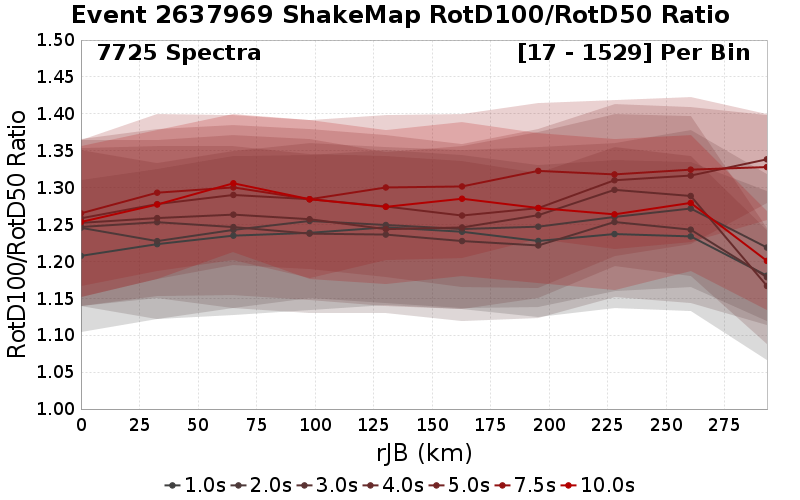 Event 2637969 ShakeMap RotD100/RotD50 Ratio
7725 Spectra
[17 - 1529] Per Bin
RotD100/RotD50 Ratio
1.50
1.45
1.40
1.35
1.30
1.25
1.20
1.15
1.10
1.05
1.00
0 25 50 75 100 125 150 175 200 225 250 275
rJB (km)
1.0s 2.0s 3.0s 4.0s 5.0s 7.5s 10.0s